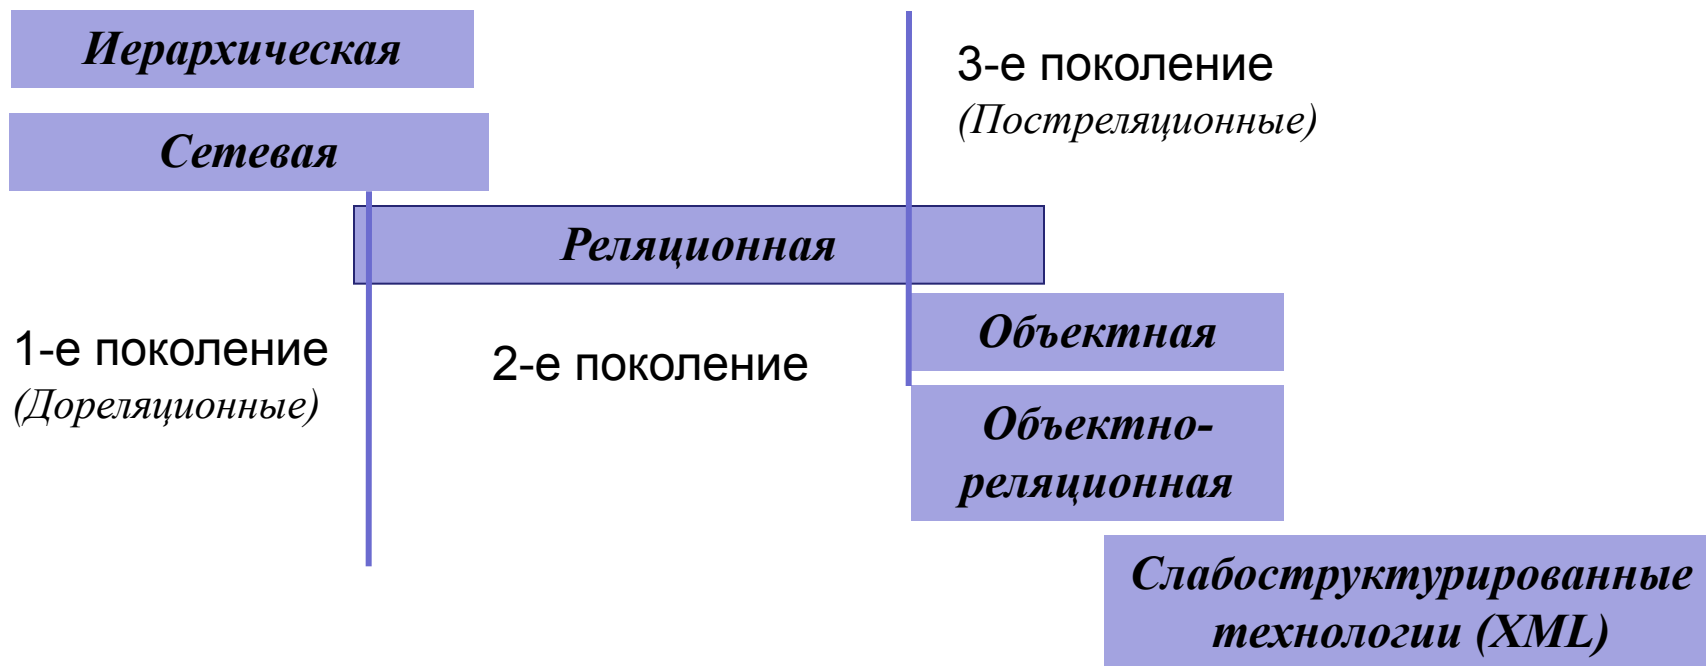 Иерархическая
Сетевая
3-е поколение
(Постреляционные)
Реляционная
1-е поколение
(Дореляционные)
2-е поколение
Объектная
Объектно-
реляционная
Слабоструктурированные
технологии (XML)